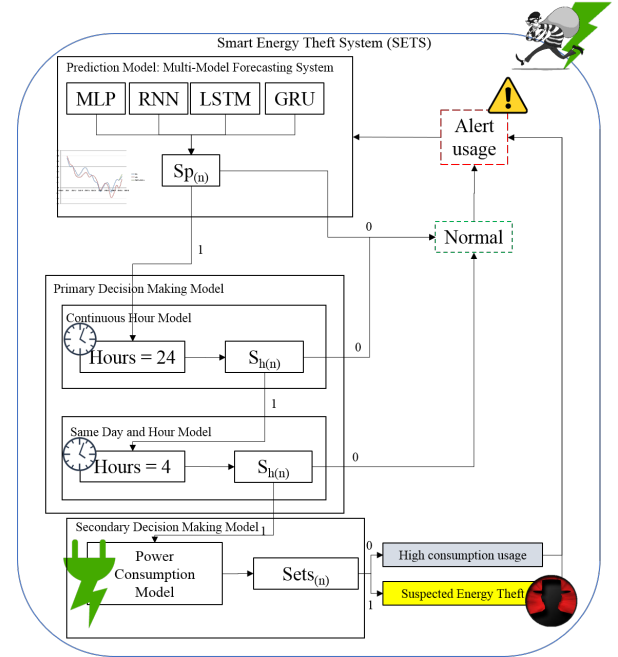 Smart Energy Theft System (SETS)
Prediction Model: Multi-Model Forecasting System
MLP
RNN
LSTM
GRU
Alert
usage
Sp(n)
0
Normal
1
Primary Decision Making Model
Continuous Hour Model
Hours = 24
Sh(n)
0
1
Same Day and Hour Model
Hours = 4
Sh(n)
0
Secondary Decision Making Model
1
Power
Consumption
Model
Sets(n)
0
High consumption usage
1
Suspected Energy Theft